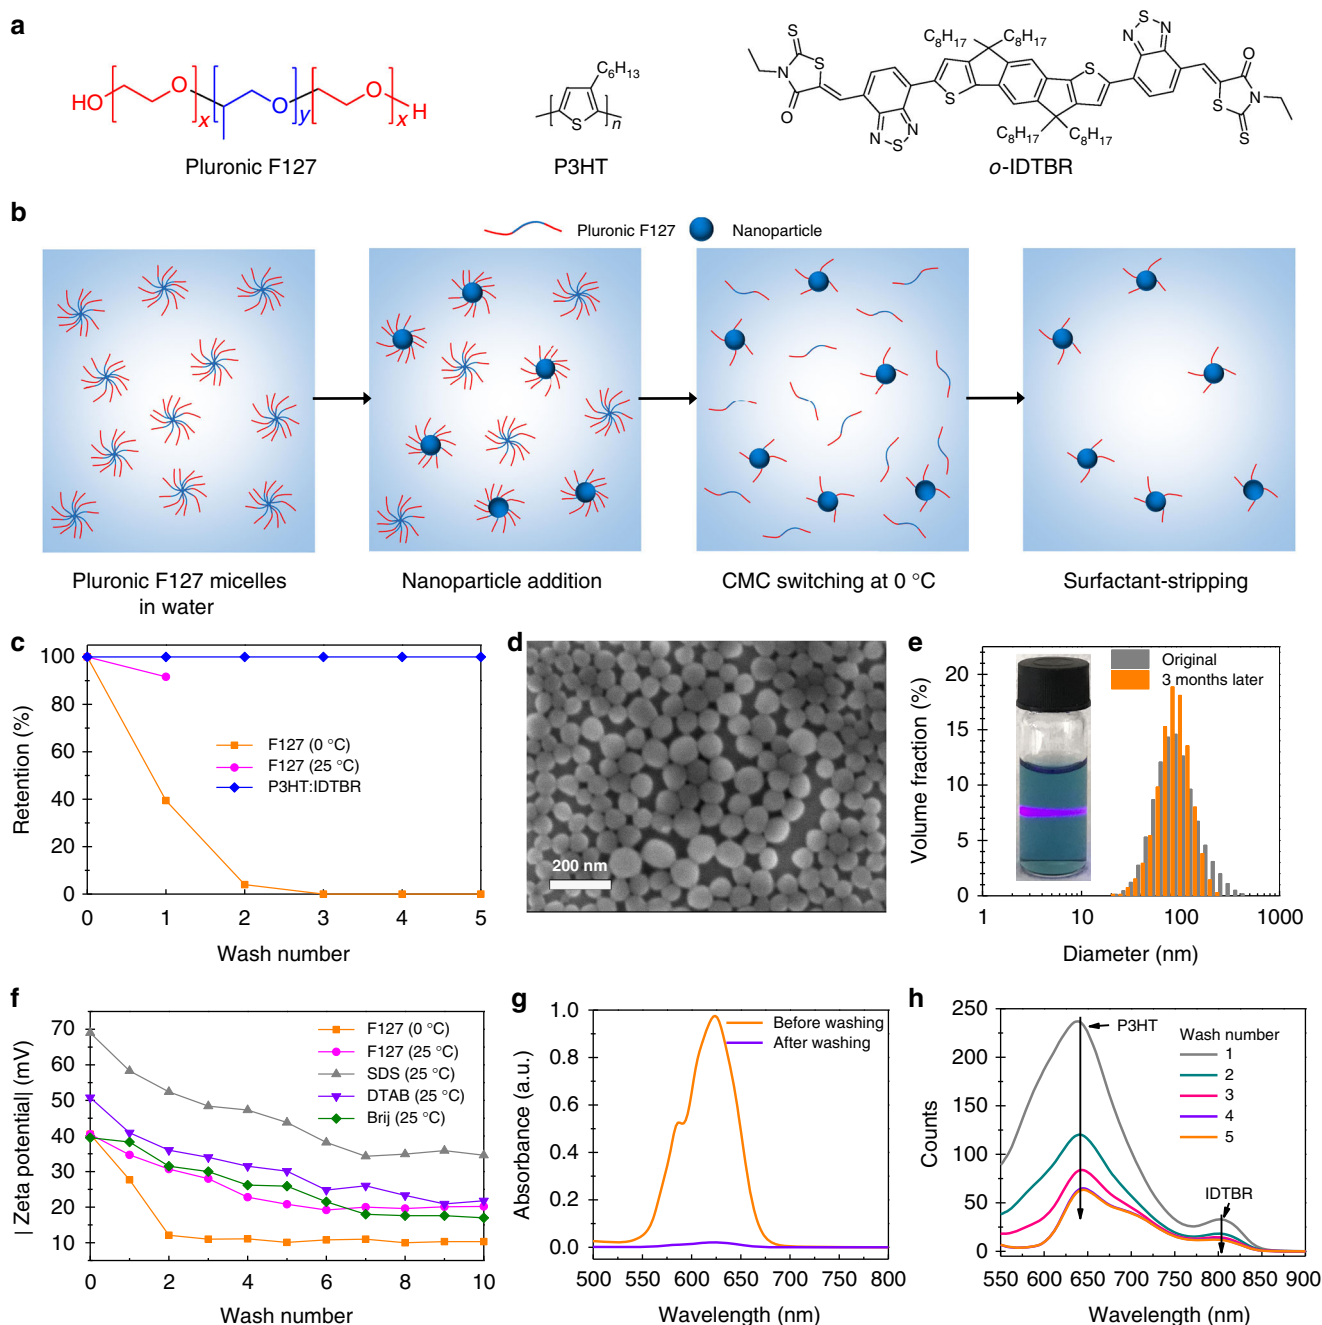 a
HO
O
x
O
y
O
x
H
Pluronic F127
C6H13
S
n
P3HT
S
N
S
O
N
S
N
S
C8H17
C8H17
C8H17
C8H17
S
N
S
N
O
N
S
S
o-IDTBR
b
Pluronic F127
Nanoparticle
Pluronic F127 micelles
in water
Nanoparticle addition
CMC switching at 0 °C
Surfactant-stripping
c
Retention (%)
100
80
60
40
20
0
F127 (0 °C)
F127 (25 °C)
P3HT:IDTBR
0 1 2 3 4 5
Wash number
d
200 nm
e
Volume fraction (%)
20
15
10
5
0
Original
3 months later
1 10 100 1000
Diameter (nm)
f
| Zeta potential| (mV)
70
60
50
40
30
20
10
F127 (0 °C)
F127 (25 °C)
SDS (25 °C)
DTAB (25 °C)
Brij (25 °C)
0 2 4 6 8 10
Wash number
g
Absorbance (a.u.)
1.0
0.8
0.6
0.4
0.2
0.0
Before washing
After washing
500 550 600 650 700 750 800
Wavelength (nm)
h
Counts
250
200
150
100
50
0
P3HT
Wash number
1
2
3
4
5
IDTBR
550 600 650 700 750 800 850 900
Wavelength (nm)